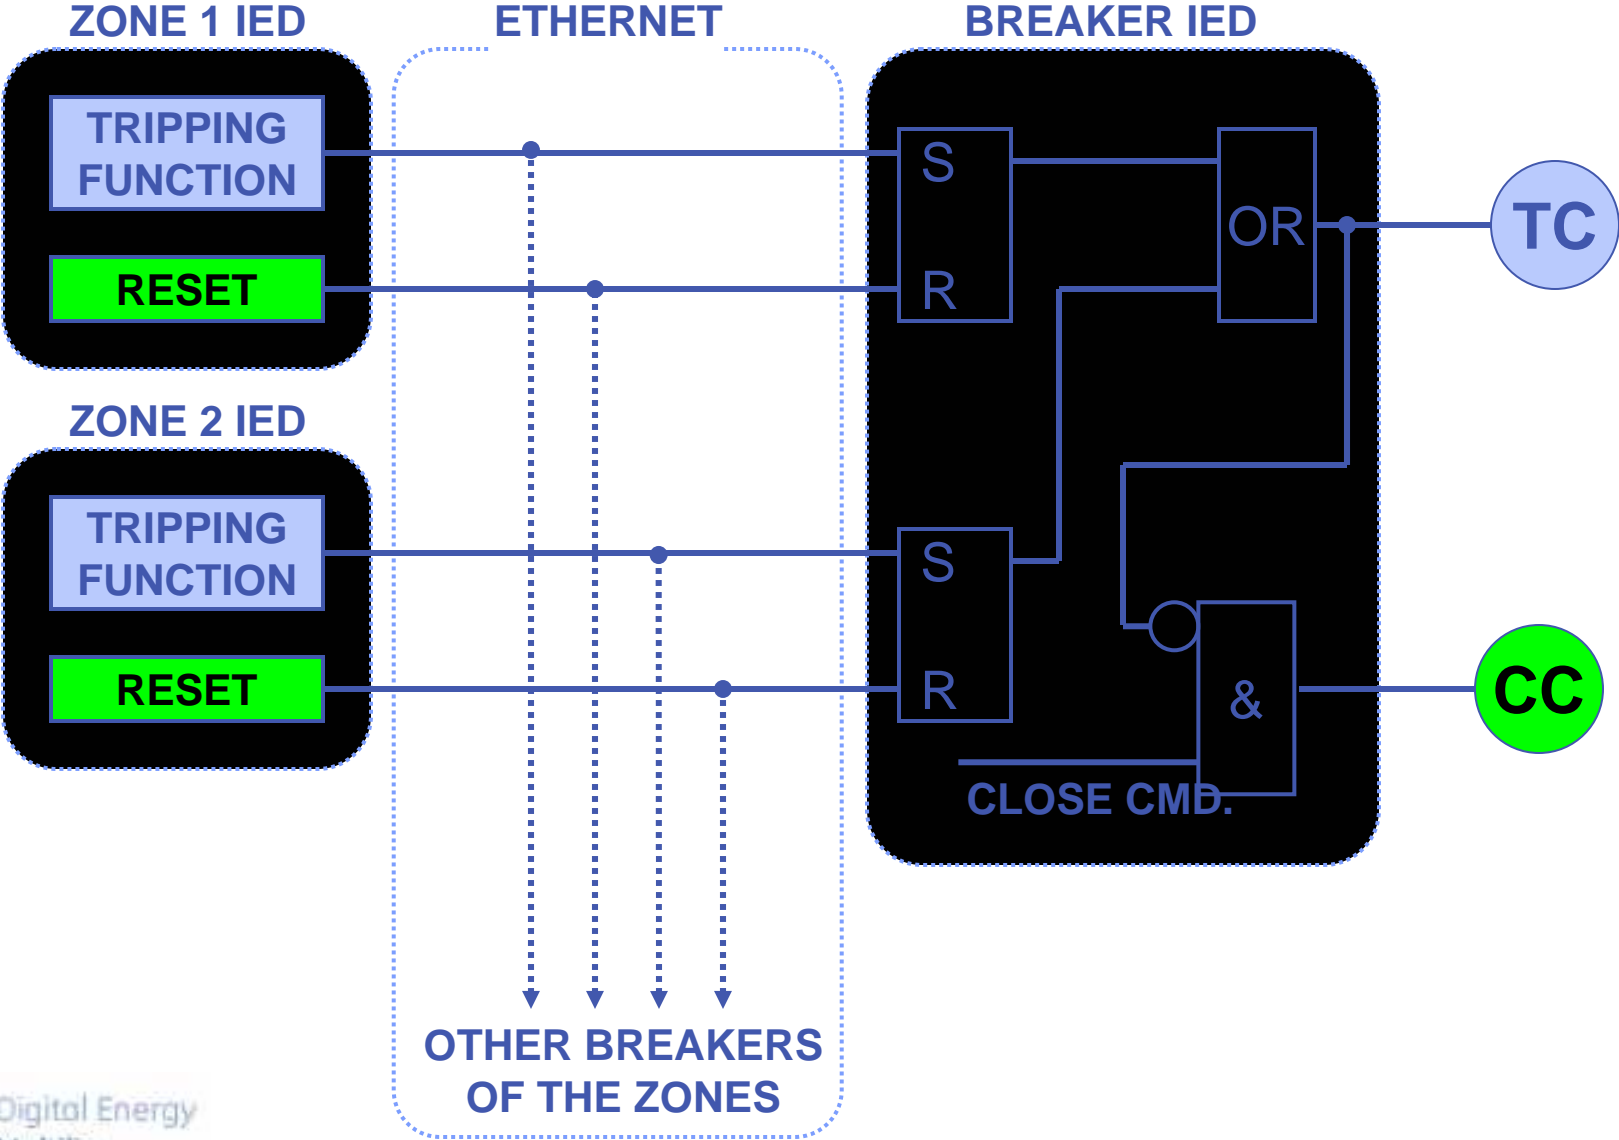 ZONE 1 IED
ETHERNET
BREAKER IED
TRIPPING
FUNCTION
RESET
S
R
OR
TC
ZONE 2 IED
TRIPPING
FUNCTION
RESET
S
R
&
CC
CLOSE CMD.
OTHER BREAKERS
OF THE ZONES
Digital Energy